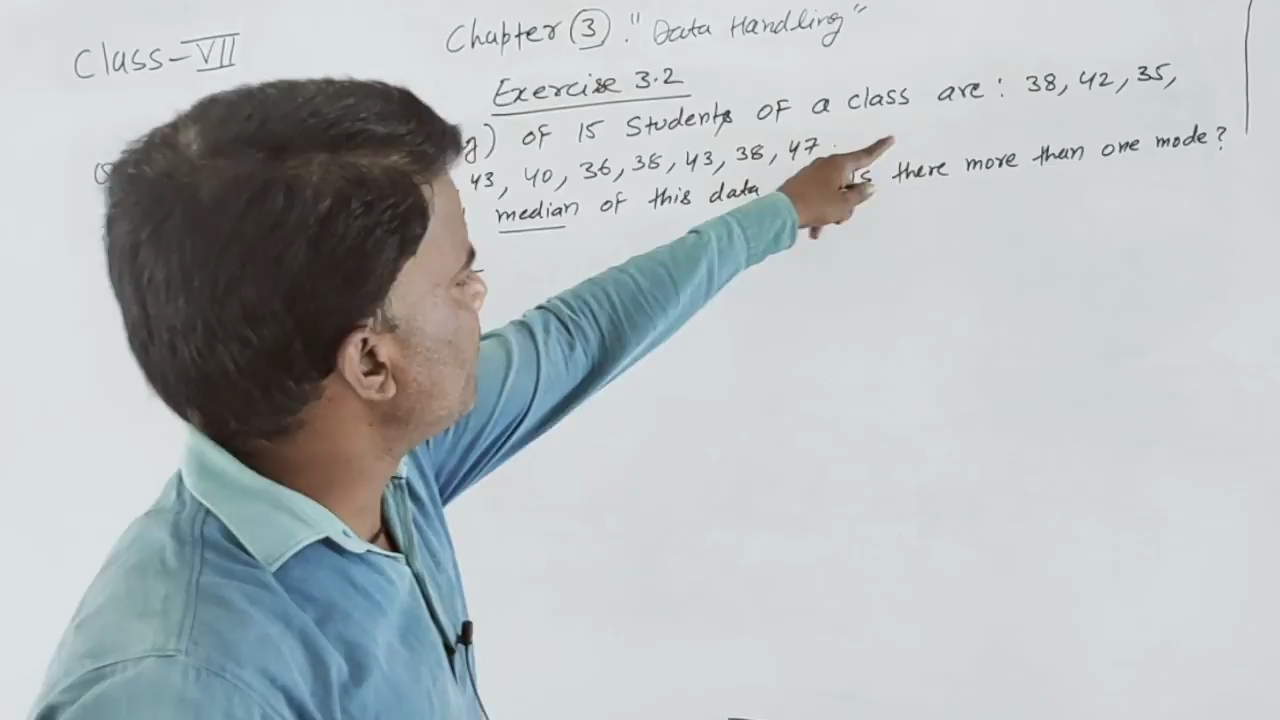 Class-VII
Chapter 3 : "Data Handling"
Exercise 3.2
g) of 15 Students of a class are : 38, 42, 35,
43, 40, 36, 38, 43, 38, 47.
median of this data Is there more than one mode?